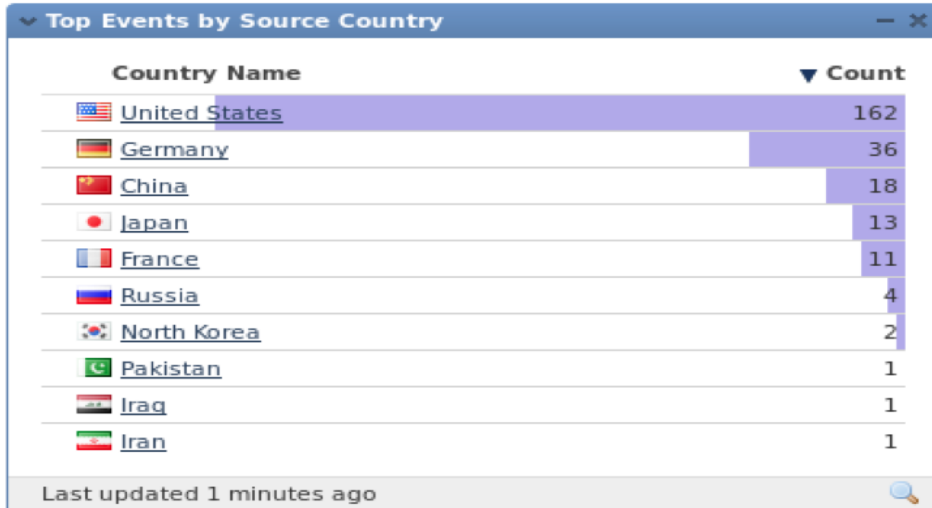 Top Events by Source Country
Country Name Count
United States 162
Germany 36
China 18
Japan 13
France 11
Russia 4
North Korea 2
Pakistan 1
Iraq 1
Iran 1
Last updated 1 minutes ago